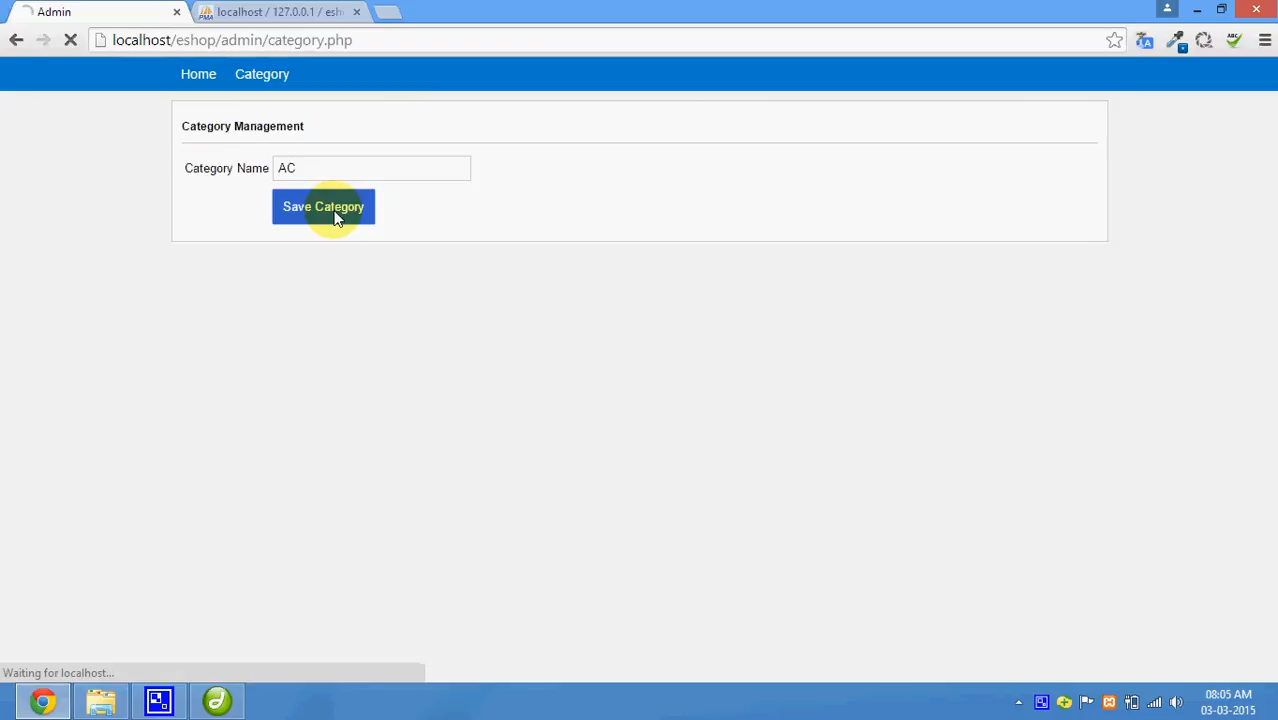 Admin
localhost / 127.0.0.1 / esh
localhost/eshop/admin/category.php
Home Category
Category Management
Category Name AC
Save Category
Waiting for localhost...
08:05 AM
03-03-2015